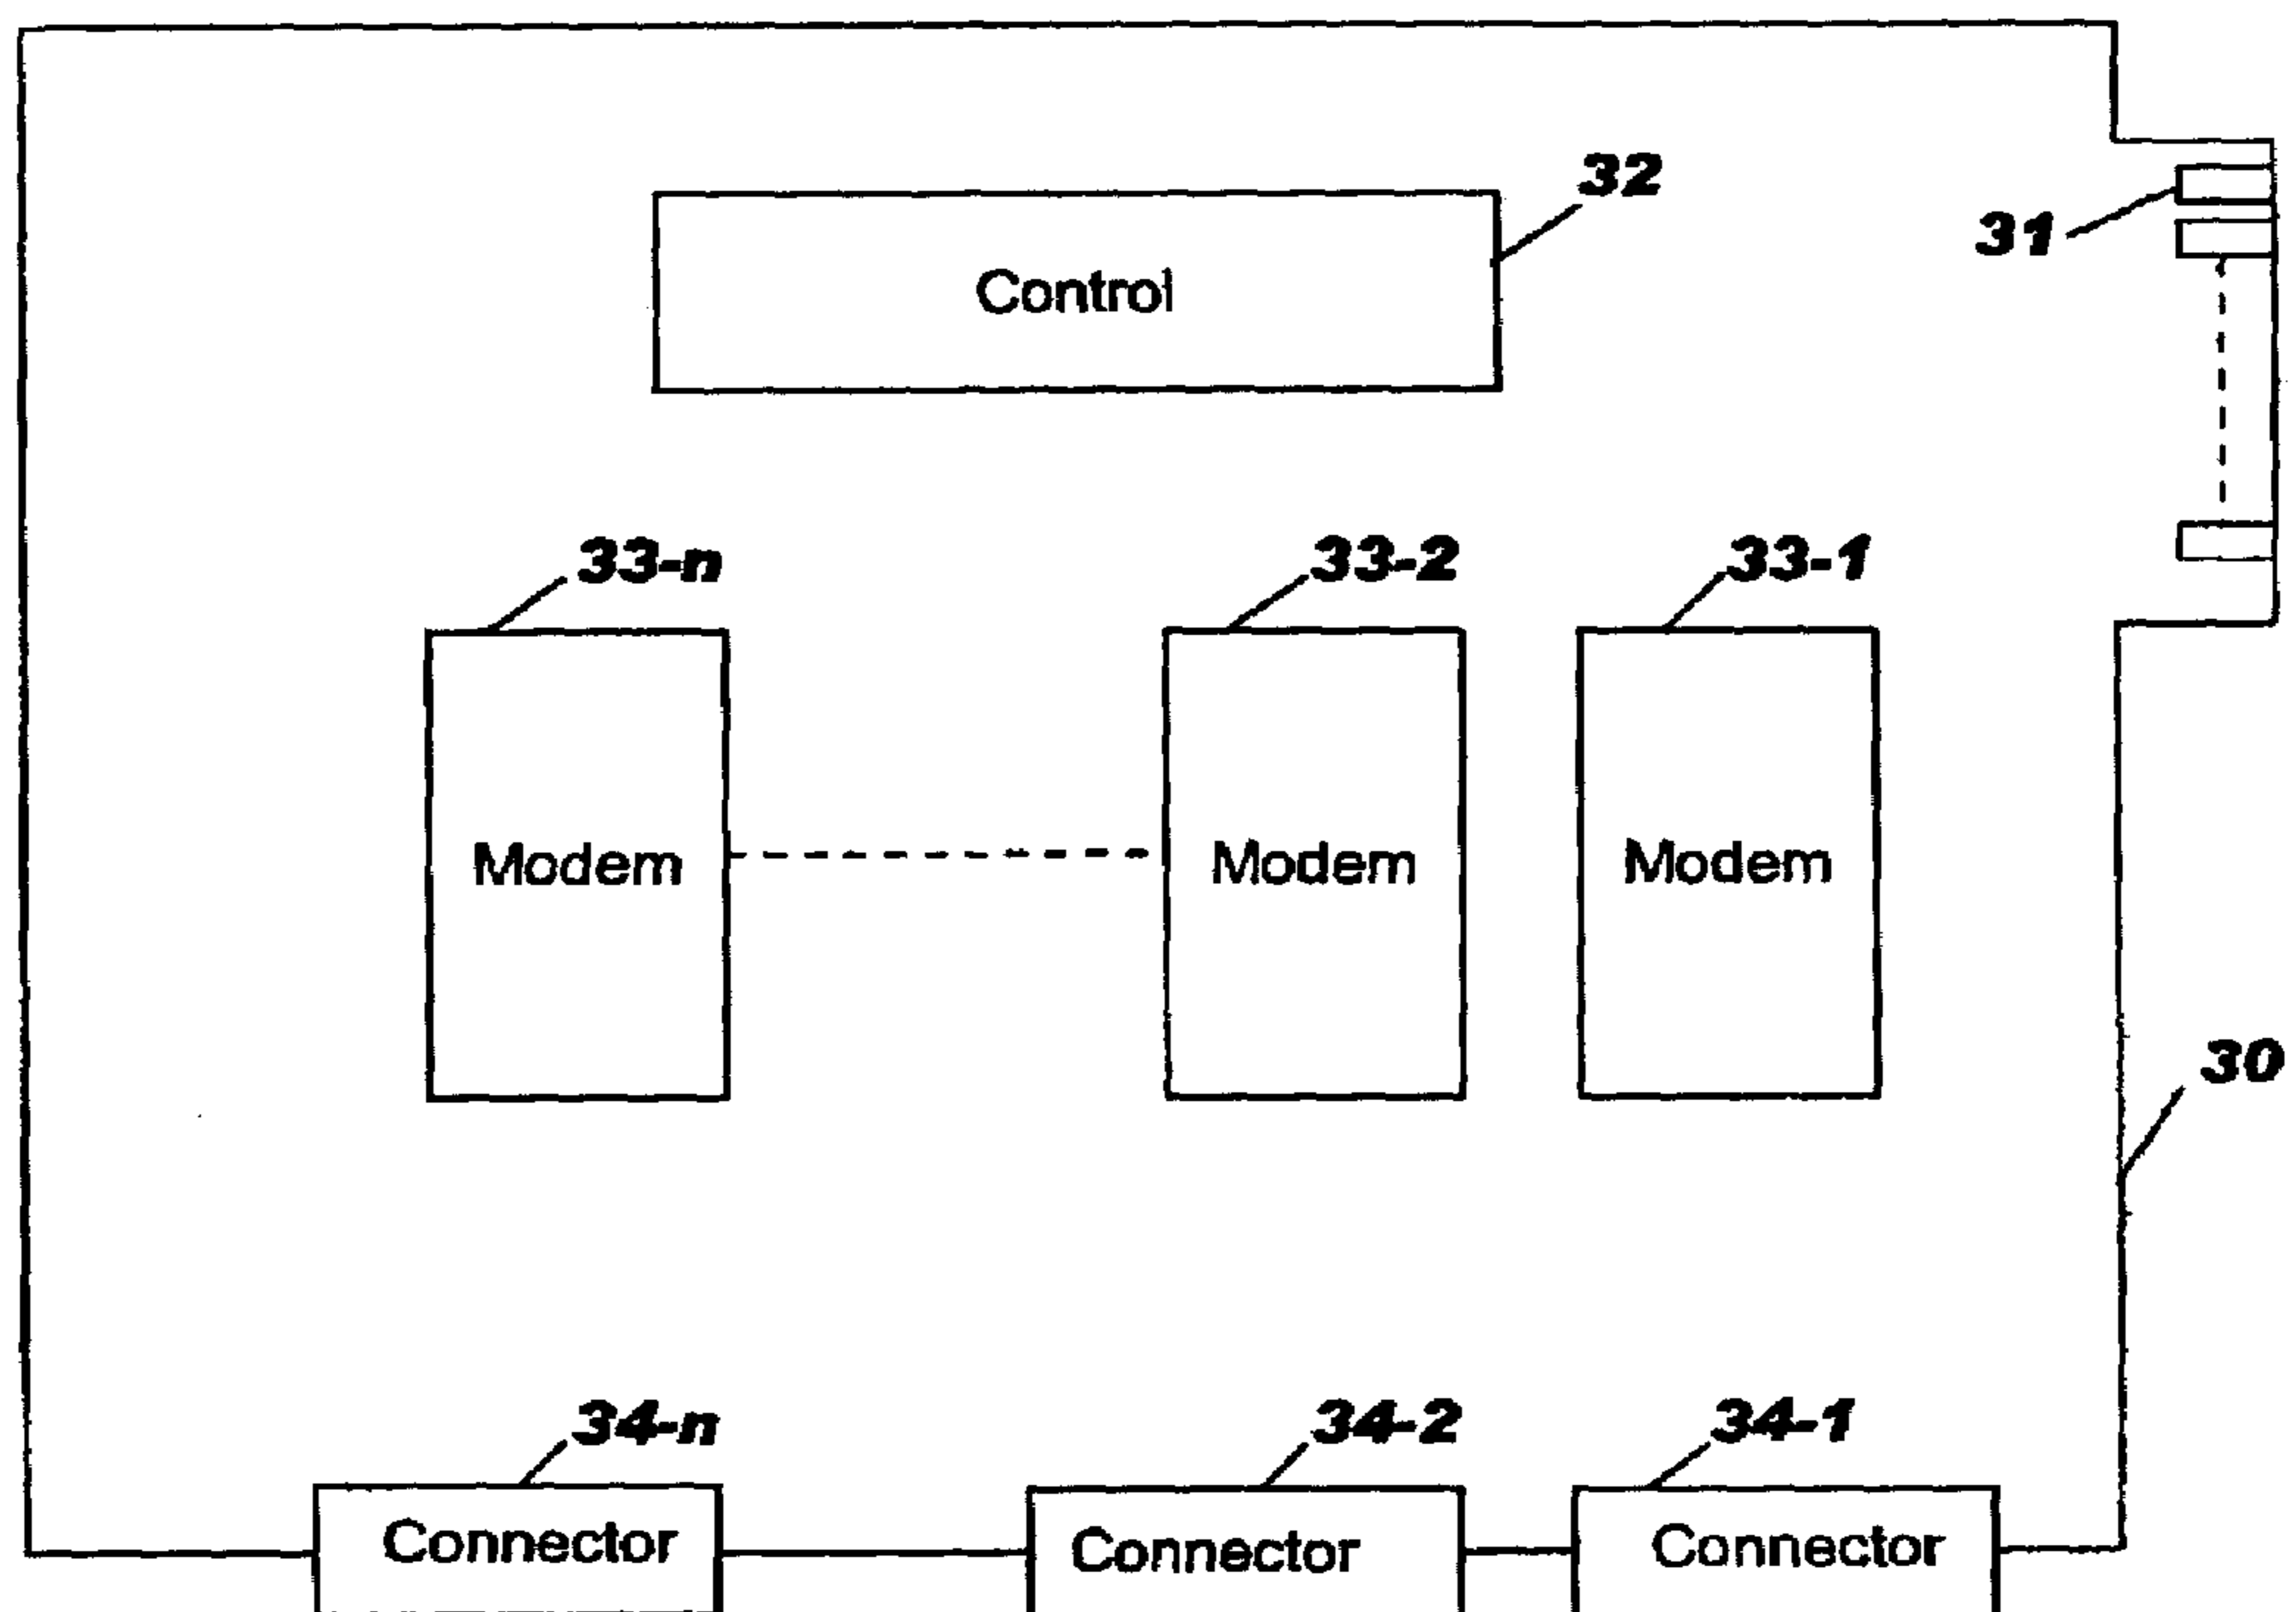 32
31
Control
33-n
33-2
33-1
Modem
Modem
Modem
30
34-n
34-2
34-1
Connector
Connector
Connector